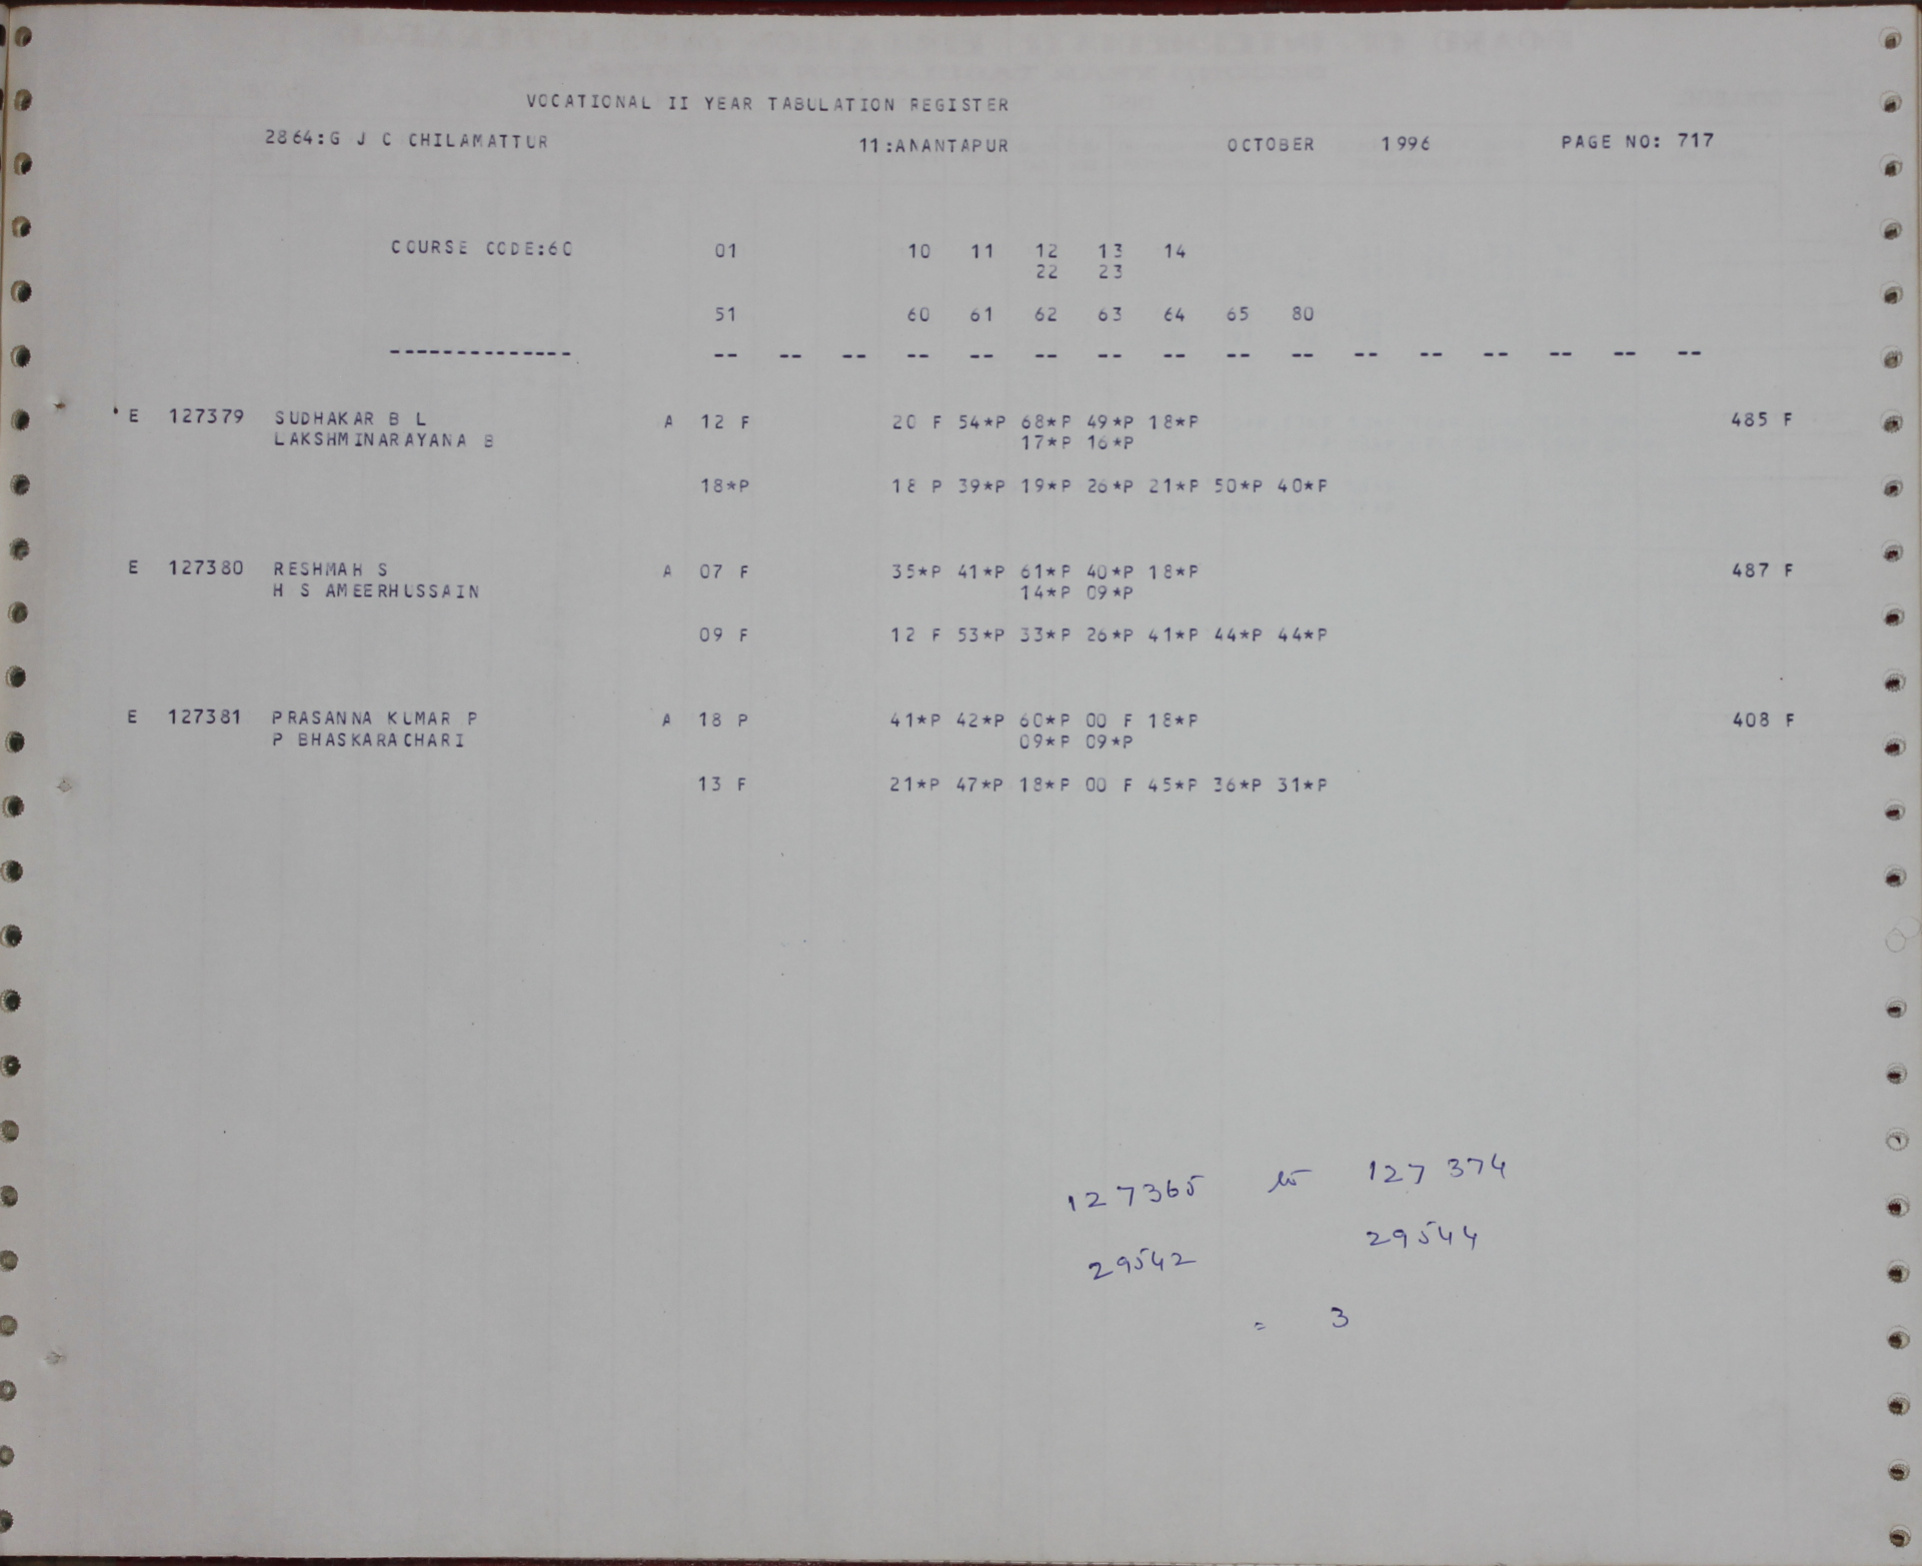 VOCATIONAL II YEAR TABULATION REGISTER
2864:G J C CHILAMATTUR 11:ANANTAPUR OCTOBER 1996 PAGE NO: 717
COURSE CODE:60 01 10 11 12 13 14
22 23
51 60 61 62 63 64 65 80
-------------- -- -- -- -- -- -- -- -- -- -- -- -- -- -- -- --
E 127379 SUDHAKAR B L A 12 F 20 F 54*P 68*P 49*P 18*P 485 F
LAKSHMINARAYANA B 17*P 16*P
18*P 18 P 39*P 19*P 26*P 21*P 50*P 40*P
E 127380 RESHMAH S A 07 F 35*P 41*P 61*P 40*P 18*P 487 F
H S AMEERHUSSAIN 14*P 09*P
09 F 12 F 53*P 33*P 26*P 41*P 44*P 44*P
E 127381 PRASANNA KUMAR P A 18 P 41*P 42*P 60*P 00 F 18*P 408 F
P BHASKARACHARI 09*P 09*P
13 F 21*P 47*P 18*P 00 F 45*P 36*P 31*P
127365 to 127374
29542 29544
= 3